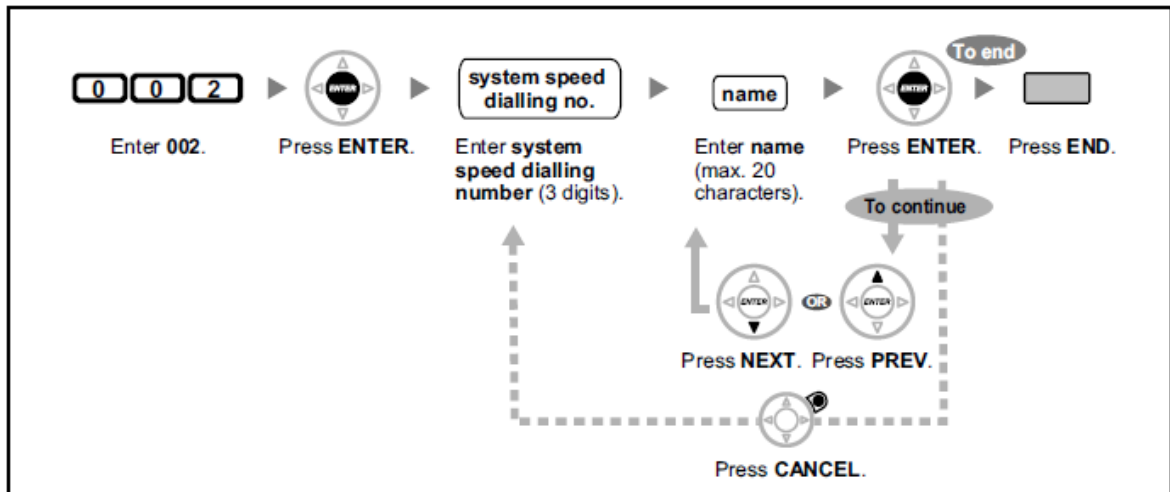 To end
0 0 2
ENTER
system speed
dialling no.
name
ENTER
Enter 002.
Press ENTER.
Enter system
speed dialling
number (3 digits).
Enter name
(max. 20
characters).
Press ENTER.
Press END.
To continue
ENTER
OR
ENTER
Press NEXT.
Press PREV.
Press CANCEL.